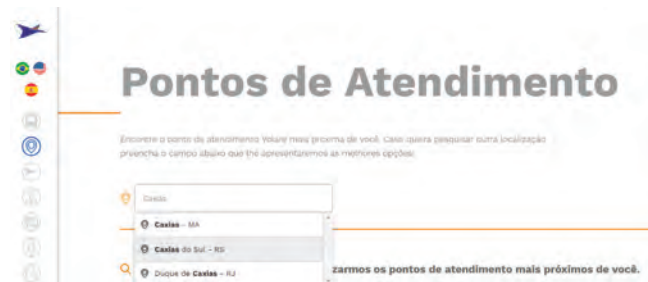 Pontos de Atendimento
Encontre o ponto de atendimento Volare mais próxima de você. Caso queira pesquisar outra localização
preencha o campo abaixo que lhe apresentaremos as melhores opções:
Caxias
Caxias - MA
Caxias do Sul - RS
Duque de Caxias - RJ
zarmos os pontos de atendimento mais próximos de você.